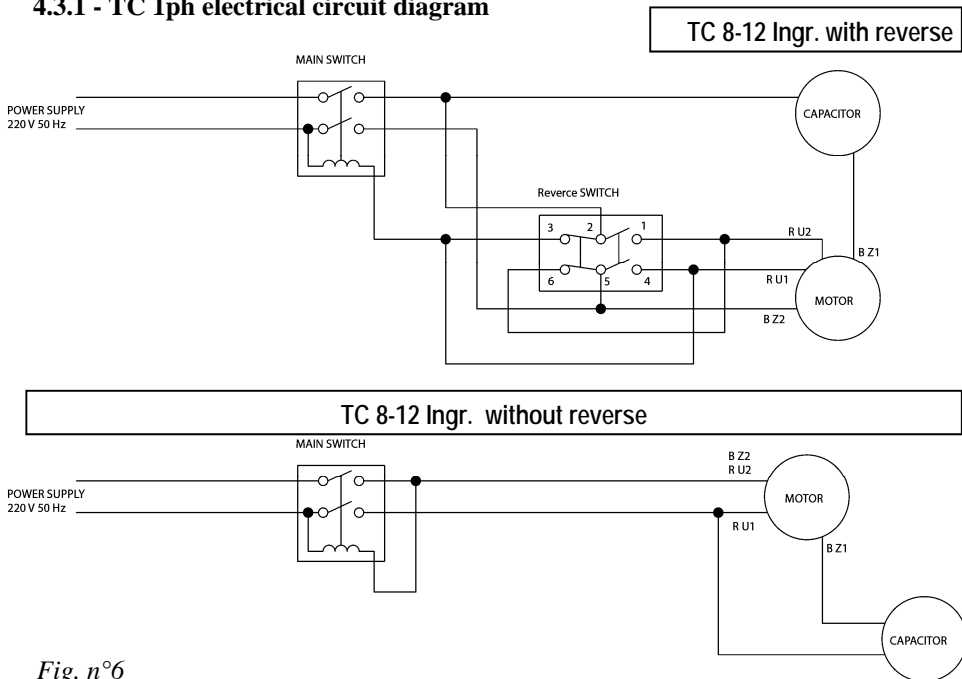 4.3.1 - TC 1ph electrical circuit diagram
TC 8-12 Ingr. with reverse
MAIN SWITCH
POWER SUPPLY
220 V 50 Hz
CAPACITOR
Reverce SWITCH
3 2 1
6 5 4
R U2
B Z1
R U1
B Z2
MOTOR
TC 8-12 Ingr. without reverse
MAIN SWITCH
POWER SUPPLY
220 V 50 Hz
B Z2
R U2
MOTOR
R U1
B Z1
CAPACITOR
Fig. n°6